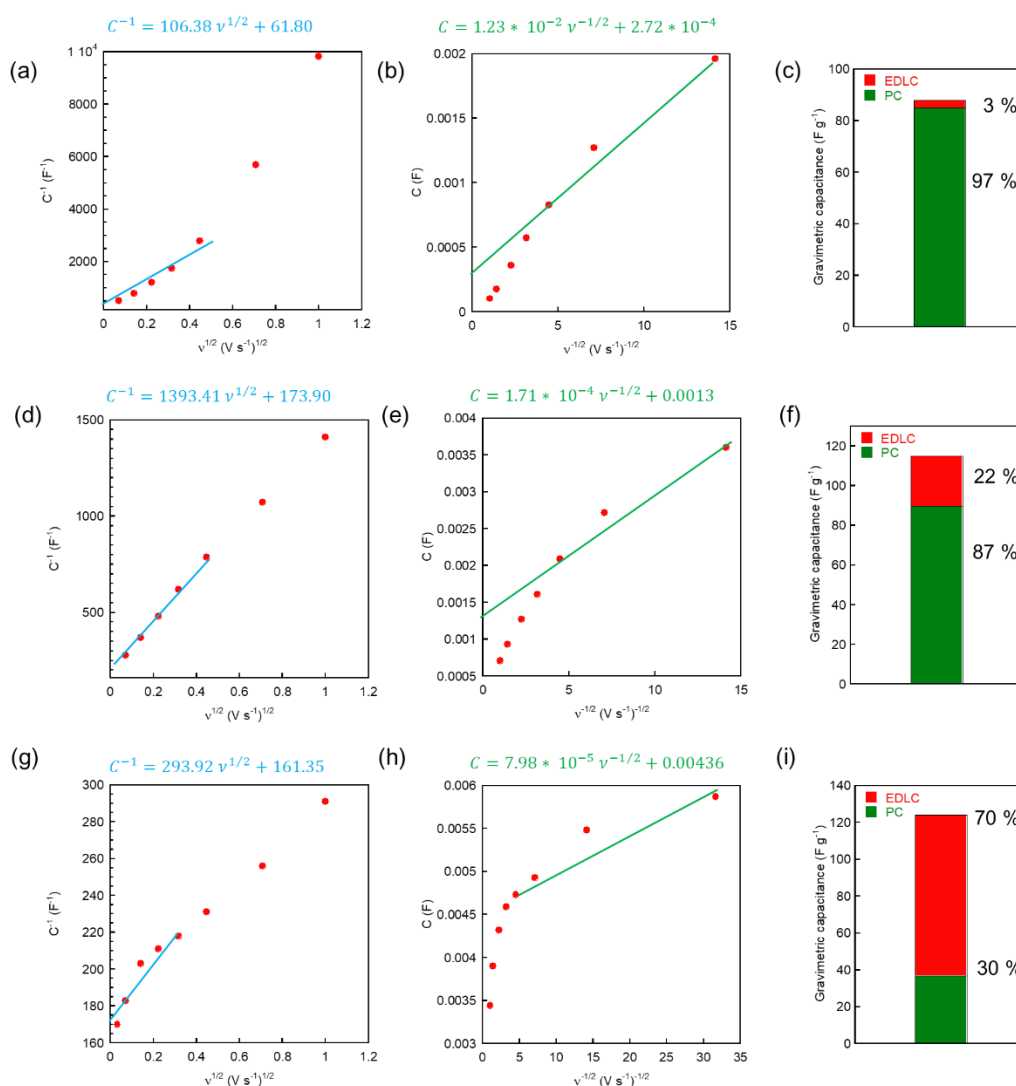 C⁻¹ = 106.38 ν^1/2 + 61.80
C = 1.23 * 10⁻² ν^-1/2 + 2.72 * 10⁻⁴
(a)
1 10⁴
8000
6000
4000
2000
0
C⁻¹ (F⁻¹)
0 0.2 0.4 0.6 0.8 1 1.2
ν^1/2 (V s⁻¹)^1/2
(b)
0.002
0.0015
0.001
0.0005
0
C (F)
0 5 10 15
ν^-1/2 (V s⁻¹)^-1/2
(c)
100
80
60
40
20
0
Gravimetric capacitance (F g⁻¹)
EDLC
PC
3 %
97 %
C⁻¹ = 1393.41 ν^1/2 + 173.90
C = 1.71 * 10⁻⁴ ν^-1/2 + 0.0013
(d)
1500
1000
500
C⁻¹ (F⁻¹)
0 0.2 0.4 0.6 0.8 1 1.2
ν^1/2 (V s⁻¹)^1/2
(e)
0.004
0.0035
0.003
0.0025
0.002
0.0015
0.001
0.0005
C (F)
0 5 10 15
ν^-1/2 (V s⁻¹)^-1/2
(f)
120
100
80
60
40
20
0
Gravimetric capacitance (F g⁻¹)
EDLC
PC
22 %
87 %
C⁻¹ = 293.92 ν^1/2 + 161.35
C = 7.98 * 10⁻⁵ ν^-1/2 + 0.00436
(g)
300
280
260
240
220
200
180
160
C⁻¹ (F⁻¹)
0 0.2 0.4 0.6 0.8 1 1.2
ν^1/2 (V s⁻¹)^1/2
(h)
0.006
0.0055
0.005
0.0045
0.004
0.0035
0.003
C (F)
0 5 10 15 20 25 30 35
ν^-1/2 (V s⁻¹)^-1/2
(i)
140
120
100
80
60
40
20
0
Gravimetric capacitance (F g⁻¹)
EDLC
PC
70 %
30 %